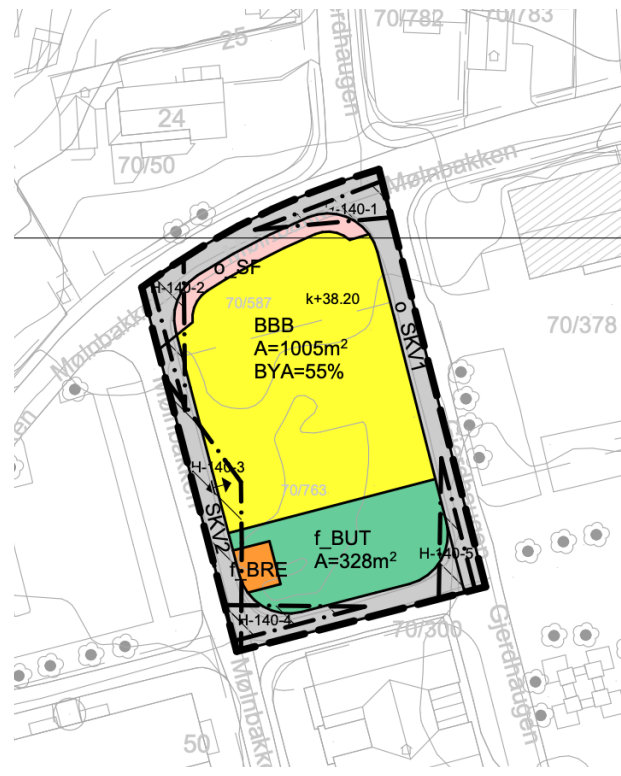 70/782
70/783
25
Gjerdhaugen
24
70/50
Mølnbakken
H-140-1
o_SF
H-140-2
70/587
k+38.20
o_SKV1
70/378
BBB
A=1005m²
BYA=55%
Mølnbakken
Mølnbakken
H-140-3
70/763
SKV2
f_BUT
A=328m²
f_BRE
H-140-5
H-140-4
70/300
Mølnbakken
Gjerdhaugen
50